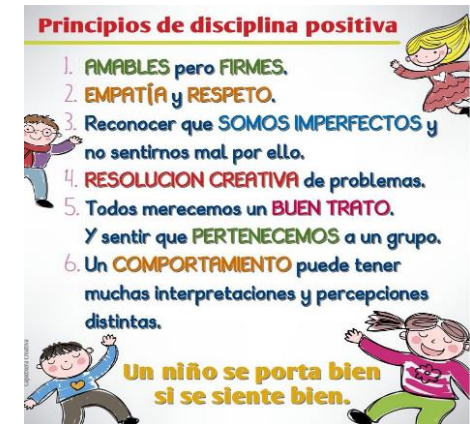 Principios de disciplina positiva
1. AMABLES pero FIRMES.
2. EMPATÍA y RESPETO.
3. Reconocer que SOMOS IMPERFECTOS y
no sentirnos mal por ello.
4. RESOLUCION CREATIVA de problemas.
5. Todos merecemos un BUEN TRATO.
Y sentir que PERTENECEMOS a un grupo.
6. Un COMPORTAMIENTO puede tener
muchas interpretaciones y percepciones
distintas.
Un niño se porta bien
si se siente bien.